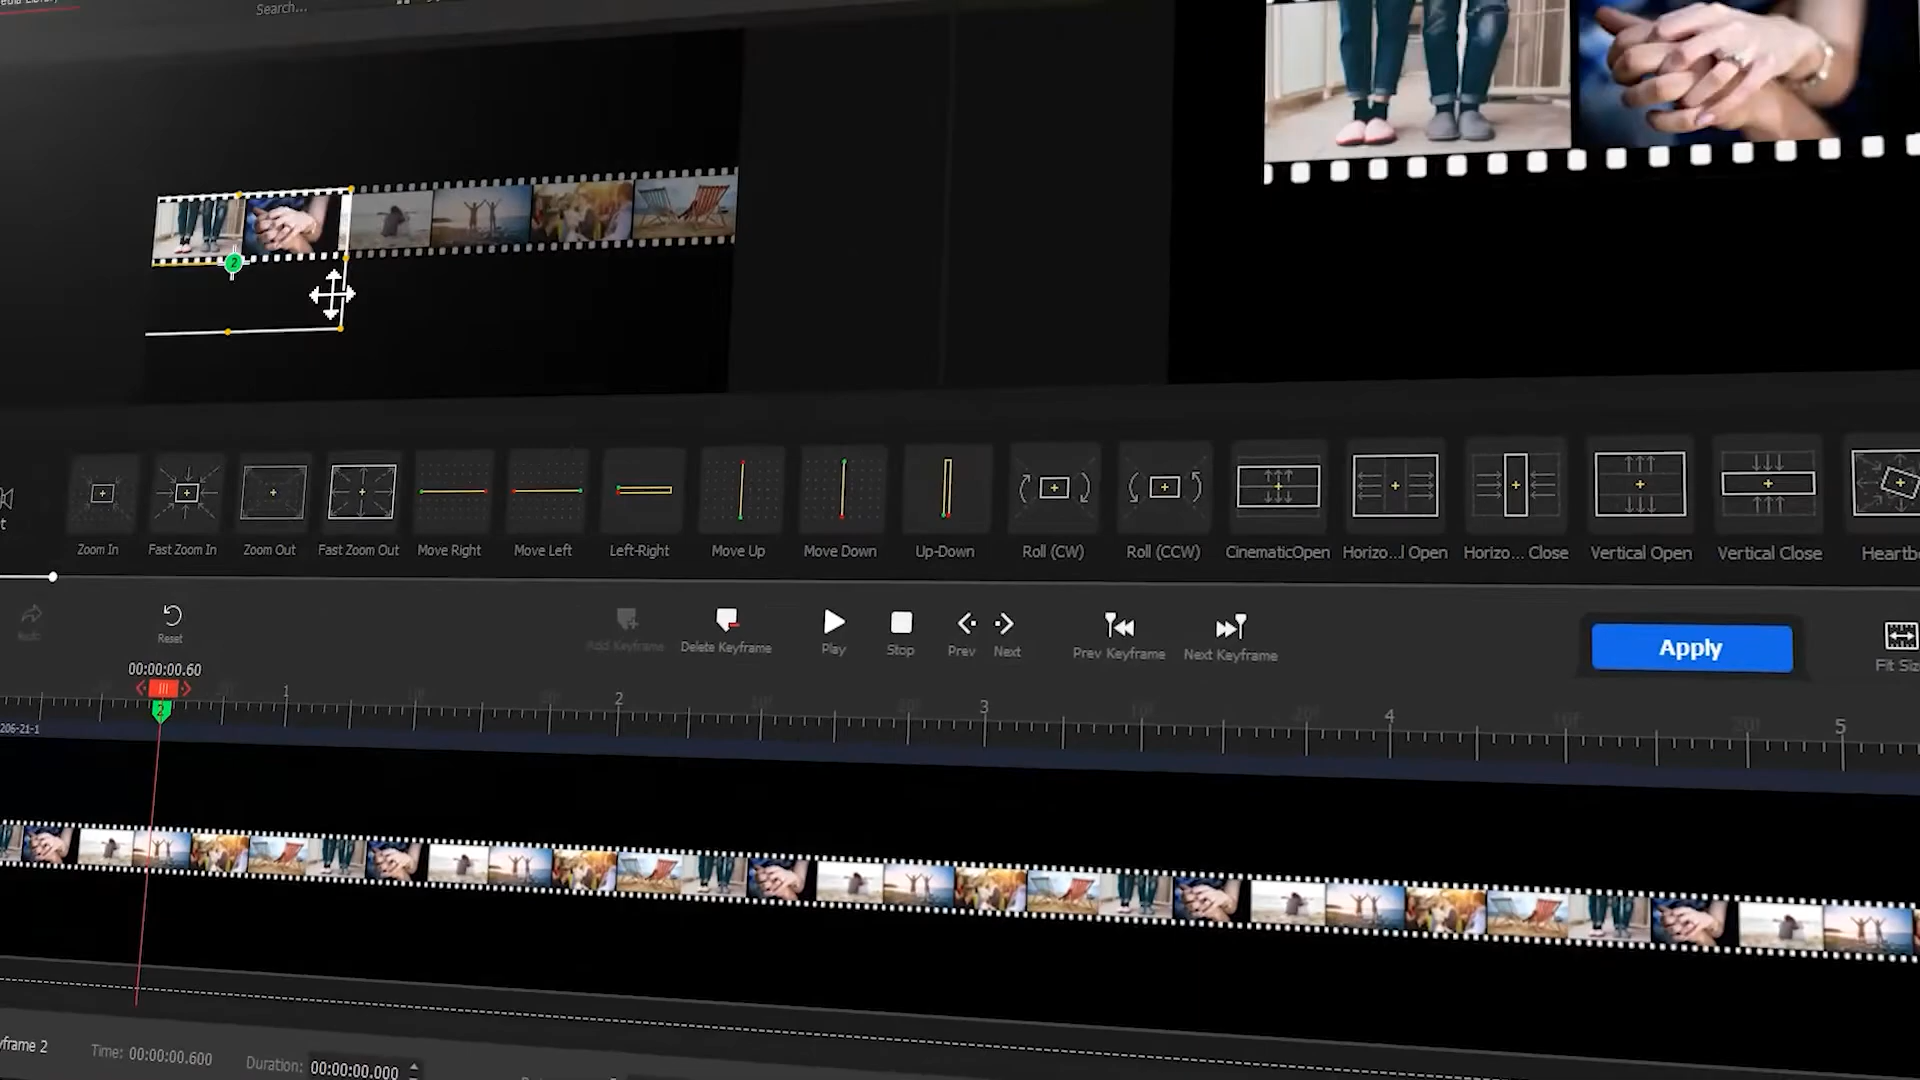 Search...
2
Zoom In
Fast Zoom In
Zoom Out
Fast Zoom Out
Move Right
Move Left
Left-Right
Move Up
Move Down
Up-Down
Roll (CW)
Roll (CCW)
CinematicOpen
Horizo...l Open
Horizo... Close
Vertical Open
Vertical Close
Heartb
Reset
Add Keyframe
Delete Keyframe
Play
Stop
Prev
Next
Prev Keyframe
Next Keyframe
Apply
Fit Siz
00:00:00.60
2
1
2
3
4
5
206-21-1
yframe 2
Time: 00:00:00.600
Duration: 00:00:00.000